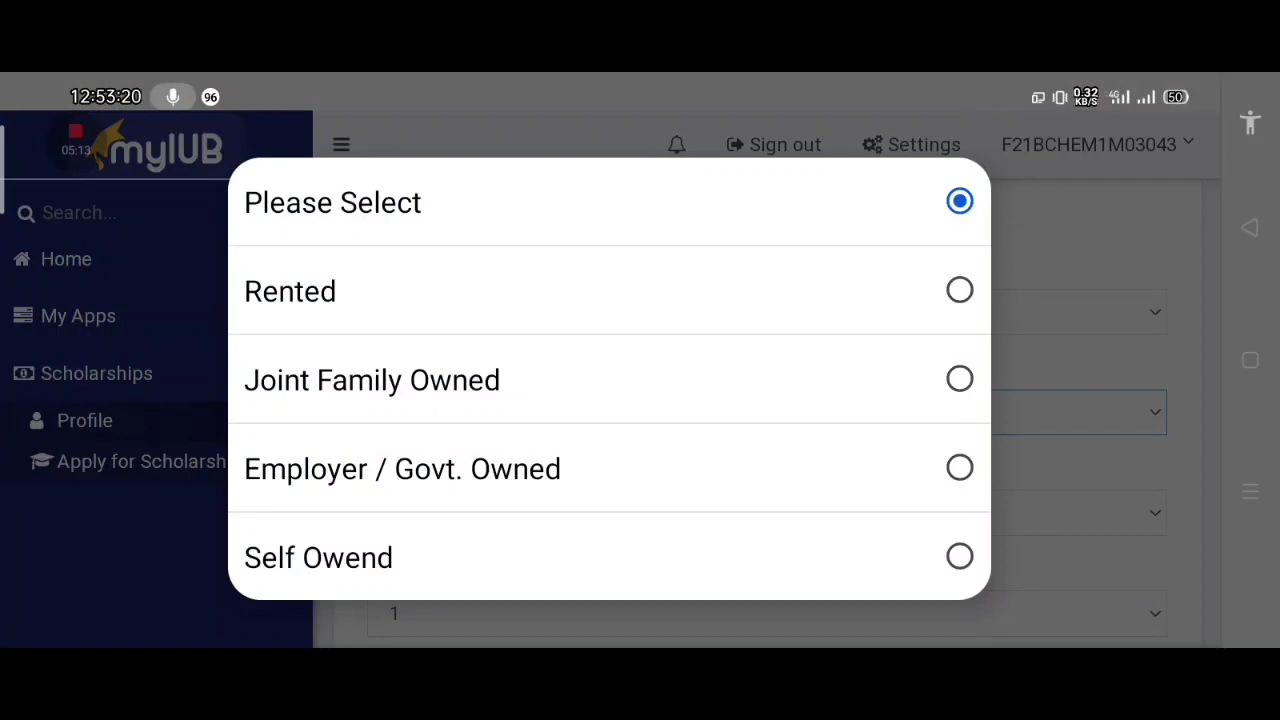 12:53:20
96
0.32
KB/S
4G
50
05:13
myIUB
Sign out
Settings
F21BCHEM1M03043
Search...
Home
My Apps
Scholarships
Profile
Apply for Scholarsh
Please Select
Rented
Joint Family Owned
Employer / Govt. Owned
Self Owend
1